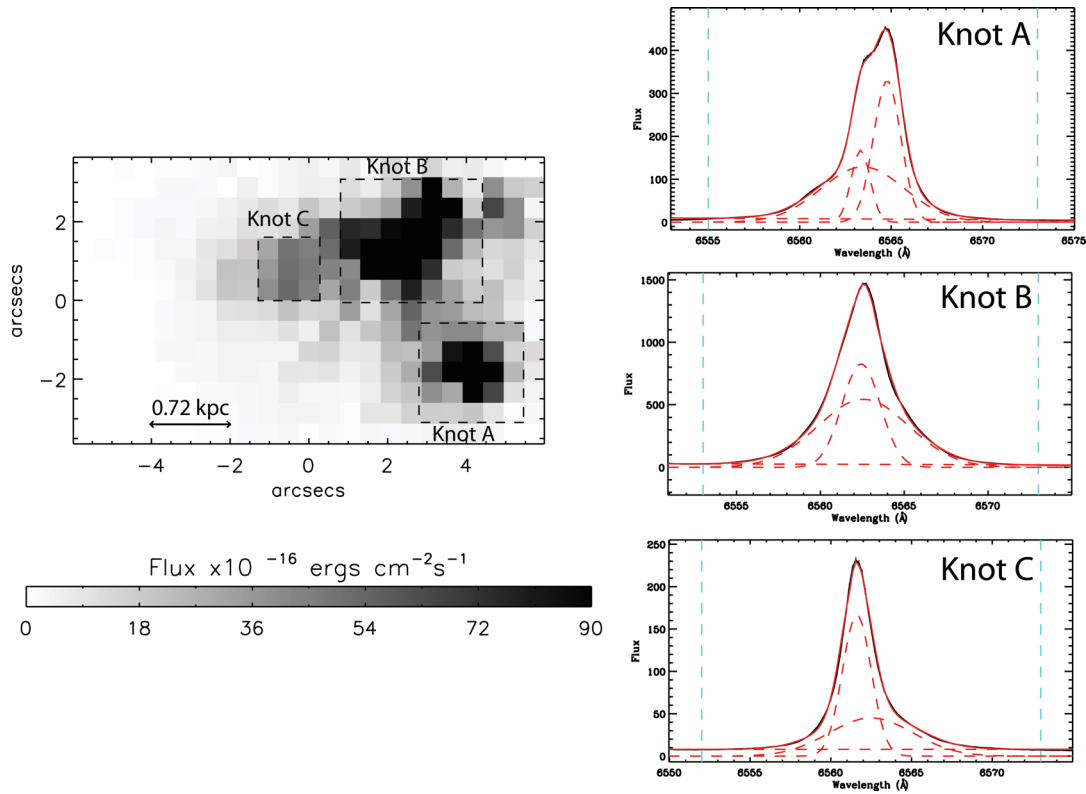 Knot B
Knot C
0.72 kpc
Knot A
arcsecs
2
0
−2
−4
−2
0
2
4
arcsecs
Flux x10 −16 ergs cm−2s−1
0
18
36
54
72
90
Knot A
Flux
400
300
200
100
0
6555
6560
6565
6570
6575
Wavelength (Å)
Knot B
Flux
1500
1000
500
0
6555
6560
6565
6570
Wavelength (Å)
Knot C
Flux
250
200
150
100
50
0
6550
6555
6560
6565
6570
Wavelength (Å)